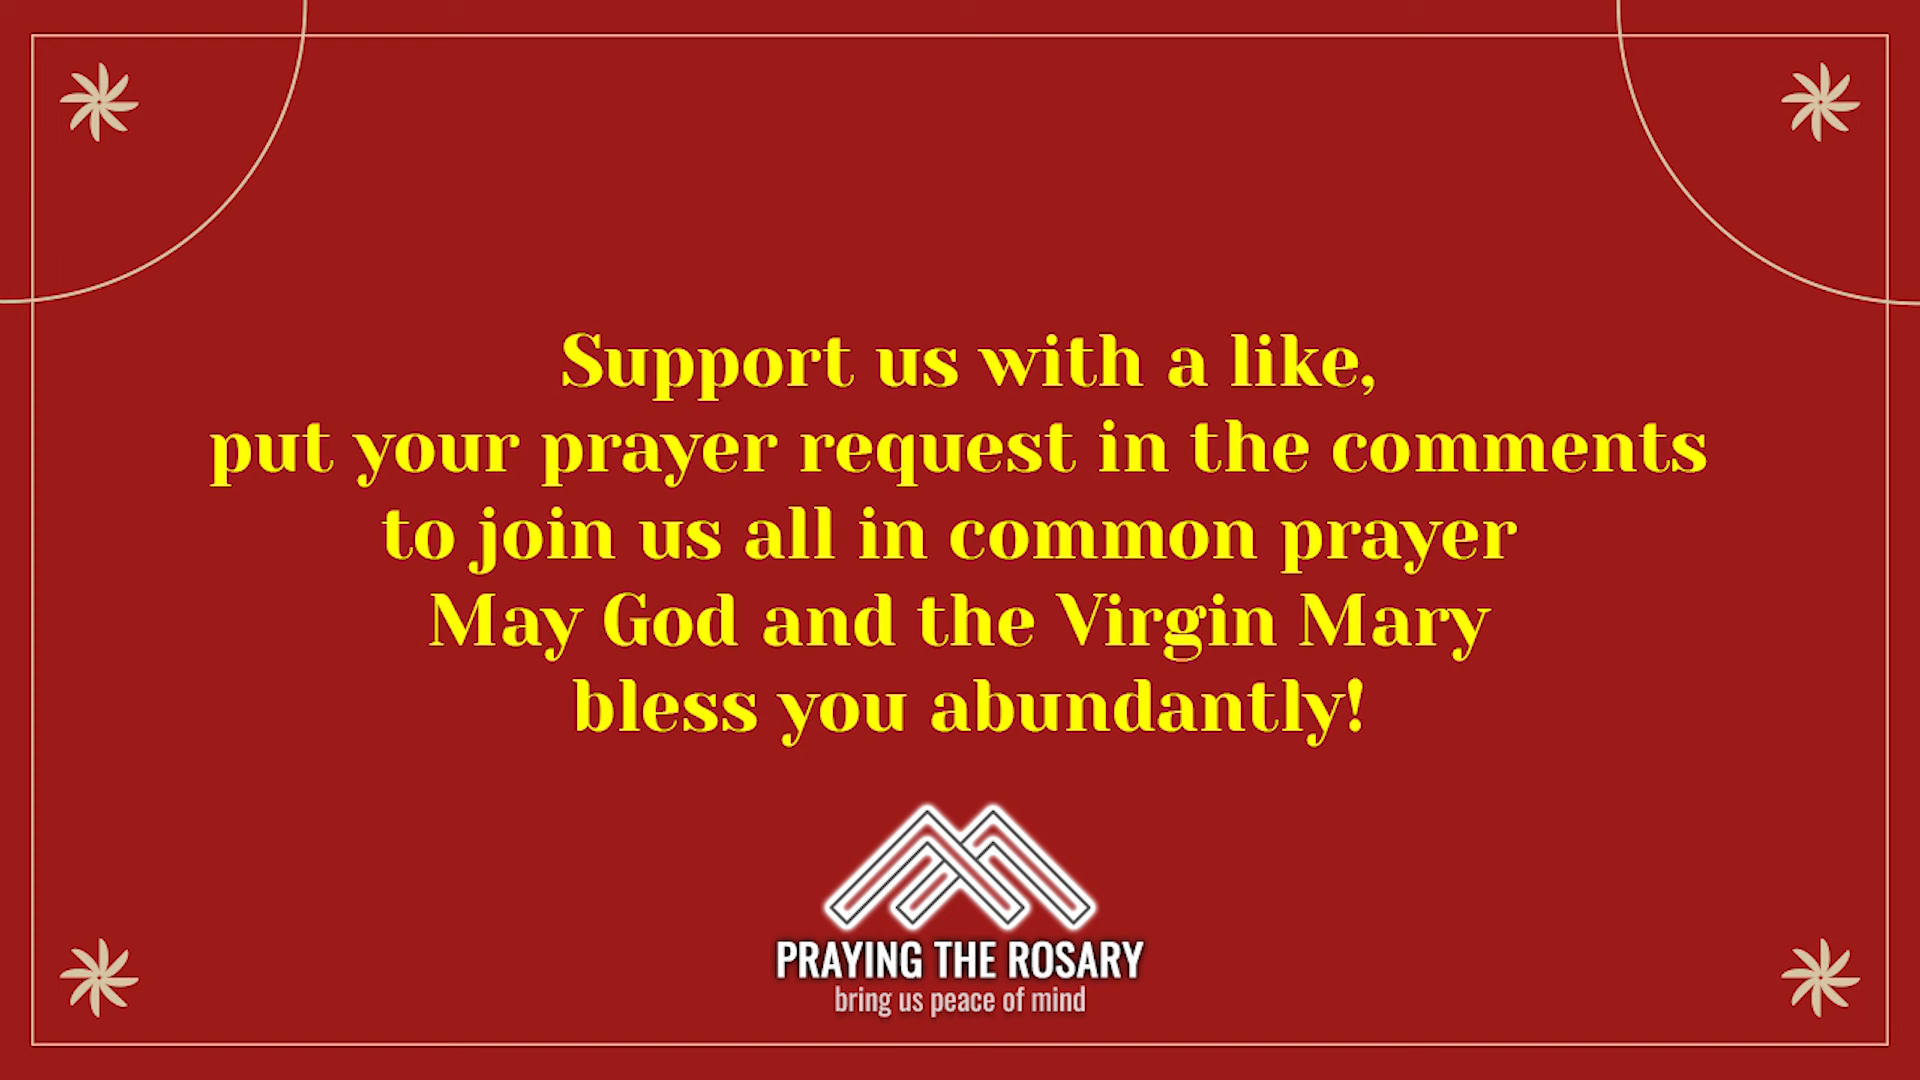 Support us with a like,
put your prayer request in the comments
to join us all in common prayer
May God and the Virgin Mary
bless you abundantly!
PRAYING THE ROSARY
bring us peace of mind